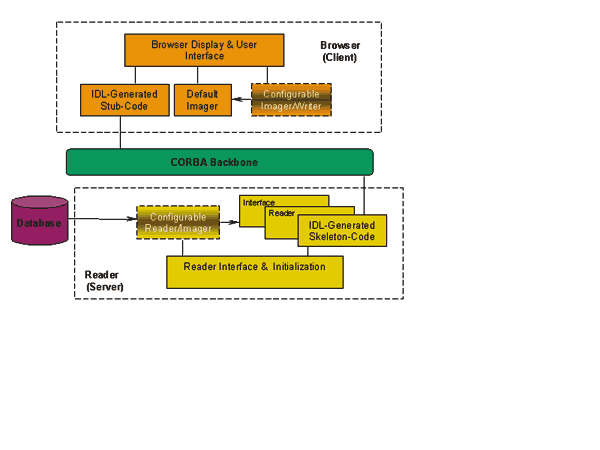 Browser Display & User
Interface
Browser
(Client)
IDL-Generated
Stub-Code
Default
Imager
Configurable
Imager/Writer
CORBA Backbone
Database
Configurable
Reader/Imager
Interface
Reader
IDL-Generated
Skeleton-Code
Reader Interface & Initialization
Reader
(Server)